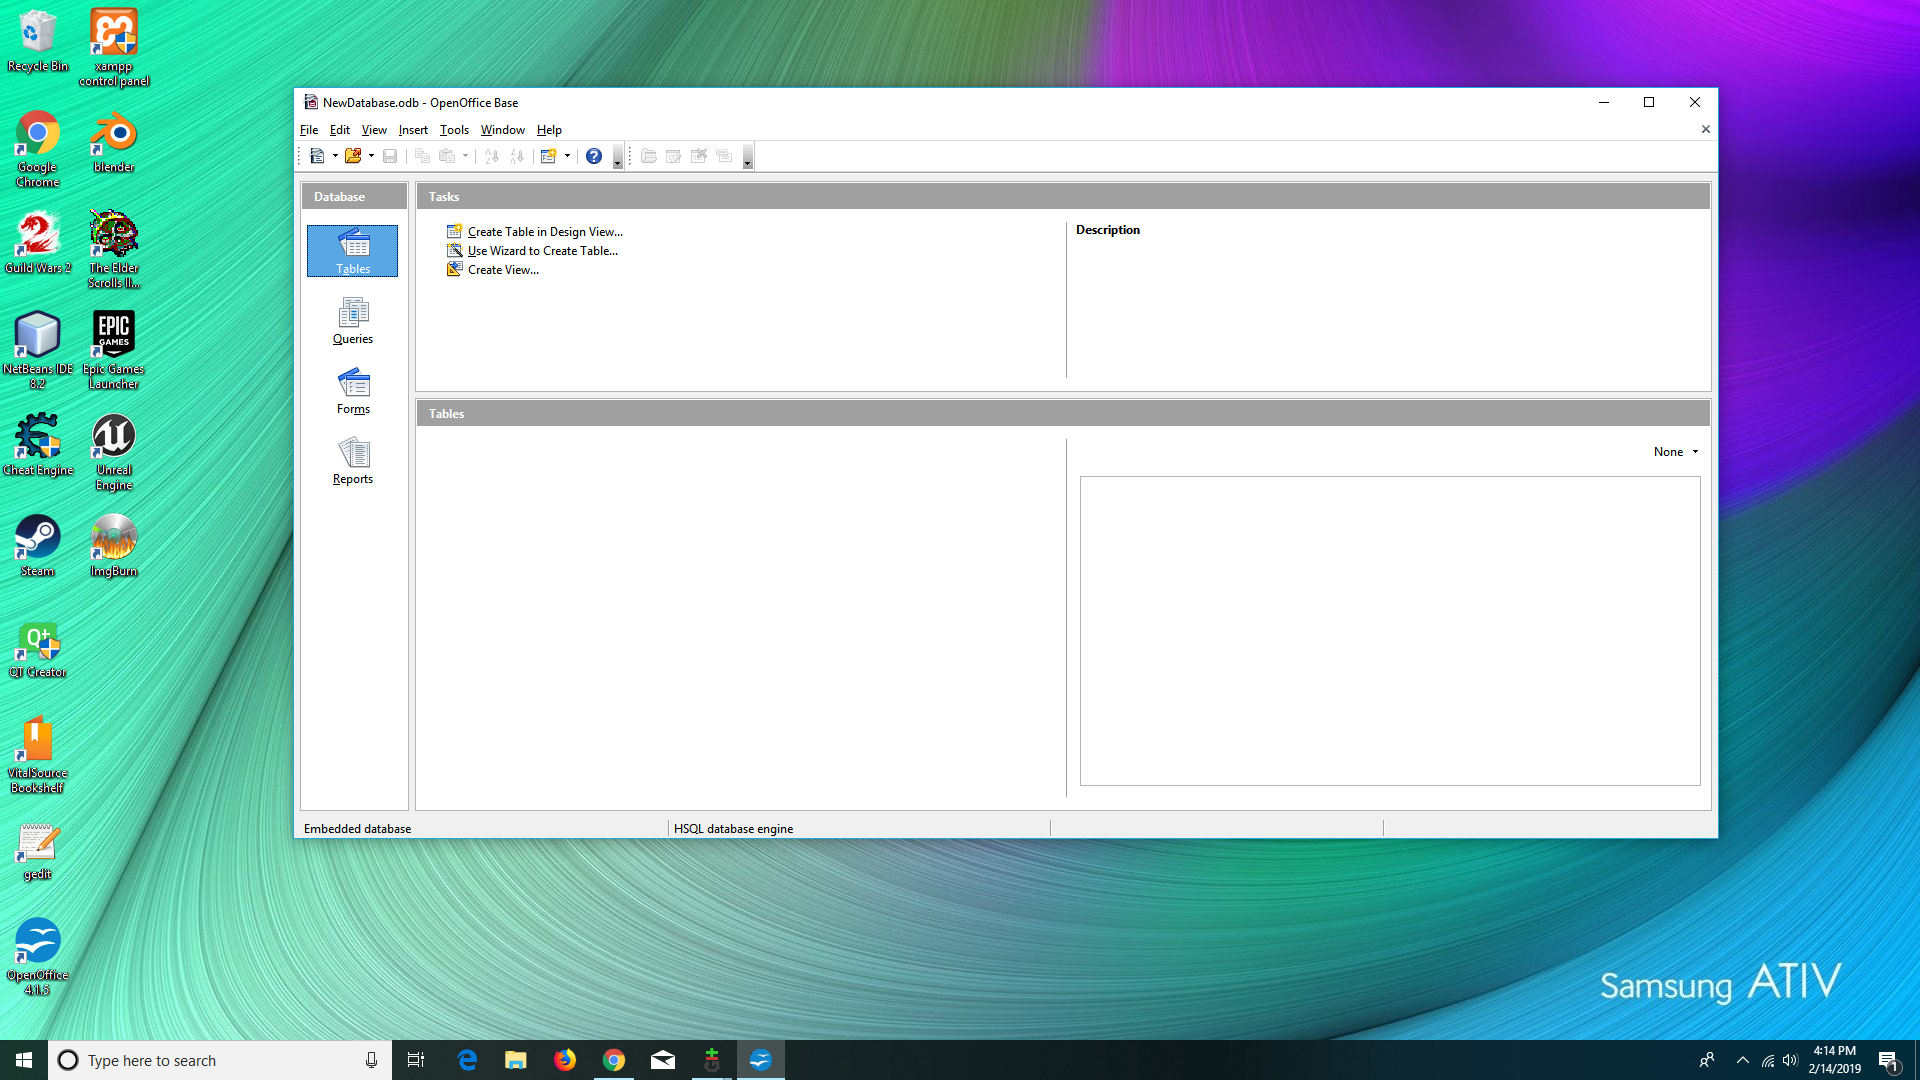 Recycle Bin
xampp
control panel
Google
Chrome
blender
Guild Wars 2
The Elder
Scrolls II...
NetBeans IDE
8.2
EPIC
GAMES
Epic Games
Launcher
Cheat Engine
Unreal
Engine
Steam
ImgBurn
Qt
QT Creator
VitalSource
Bookshelf
gedit
OpenOffice
4.1.5
NewDatabase.odb - OpenOffice Base
File Edit View Insert Tools Window Help
Database
Tables
Queries
Forms
Reports
Tasks
Create Table in Design View...
Use Wizard to Create Table...
Create View...
Description
Tables
None
Embedded database
HSQL database engine
Samsung ATIV
Type here to search
4:14 PM
2/14/2019
1